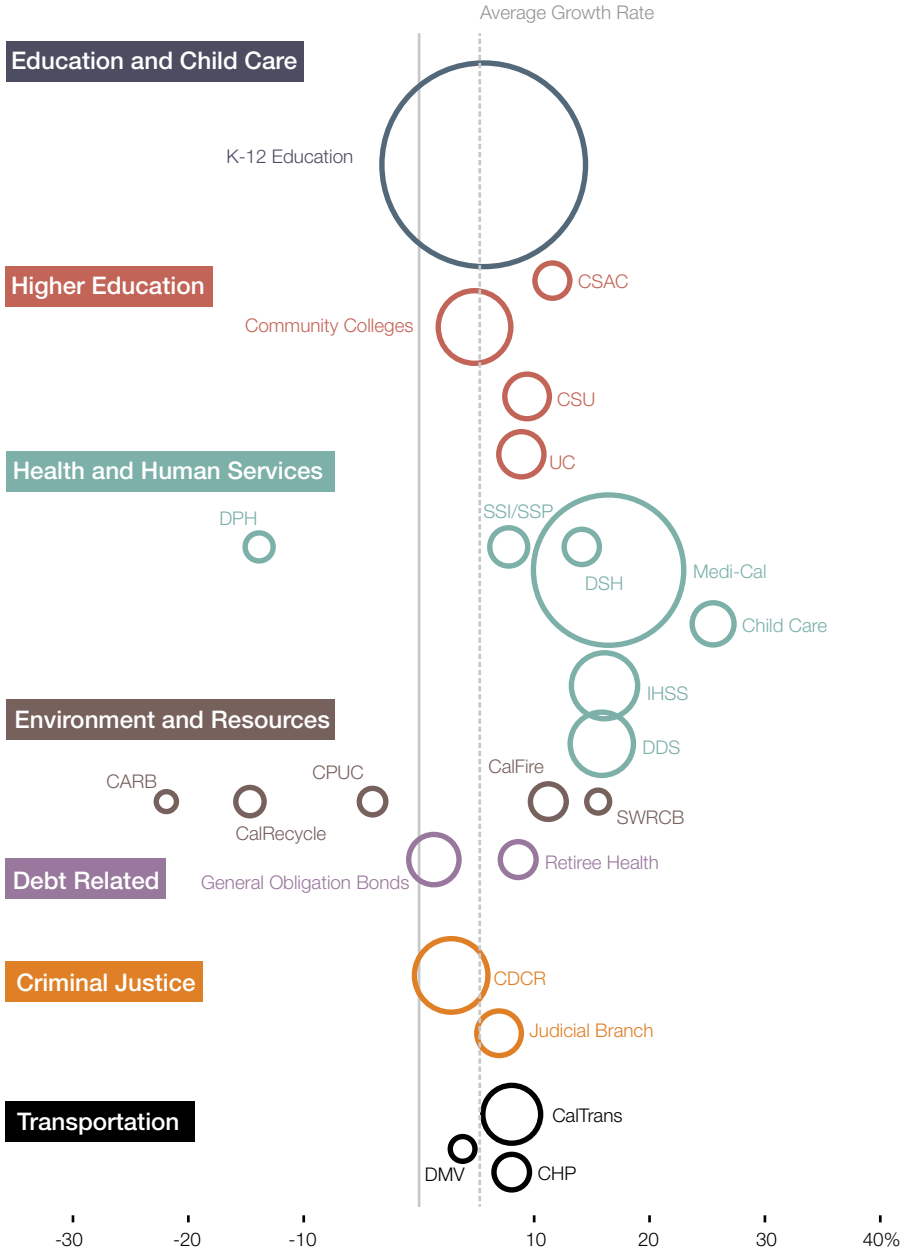 Average Growth Rate
Education and Child Care
K-12 Education
Higher Education
CSAC
Community Colleges
CSU
Health and Human Services
UC
SSI/SSP
DPH
Medi-Cal
DSH
Child Care
IHSS
Environment and Resources
DDS
CalFire
CPUC
CARB
SWRCB
CalRecycle
Retiree Health
Debt Related
General Obligation Bonds
Criminal Justice
CDCR
Judicial Branch
CalTrans
Transportation
DMV
CHP
-30 -20 -10 10 20 30 40%